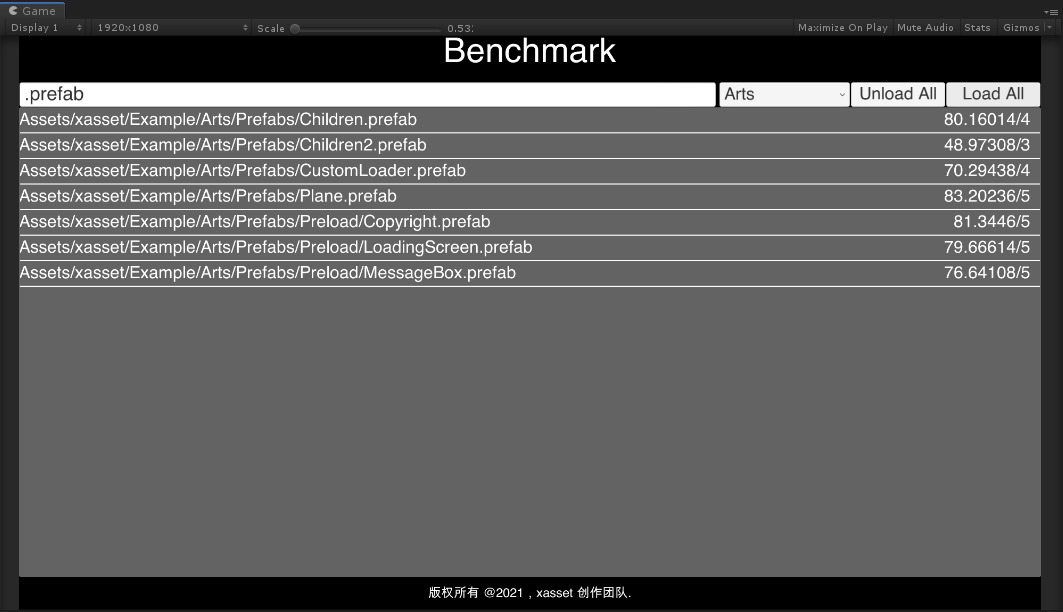 Game
Display 1 1920x1080 Scale 0.53: Maximize On Play Mute Audio Stats Gizmos
Benchmark
.prefab Arts Unload All Load All
Assets/xasset/Example/Arts/Prefabs/Children.prefab 80.16014/4
Assets/xasset/Example/Arts/Prefabs/Children2.prefab 48.97308/3
Assets/xasset/Example/Arts/Prefabs/CustomLoader.prefab 70.29438/4
Assets/xasset/Example/Arts/Prefabs/Plane.prefab 83.20236/5
Assets/xasset/Example/Arts/Prefabs/Preload/Copyright.prefab 81.3446/5
Assets/xasset/Example/Arts/Prefabs/Preload/LoadingScreen.prefab 79.66614/5
Assets/xasset/Example/Arts/Prefabs/Preload/MessageBox.prefab 76.64108/5
版权所有 @2021 , xasset 创作团队.